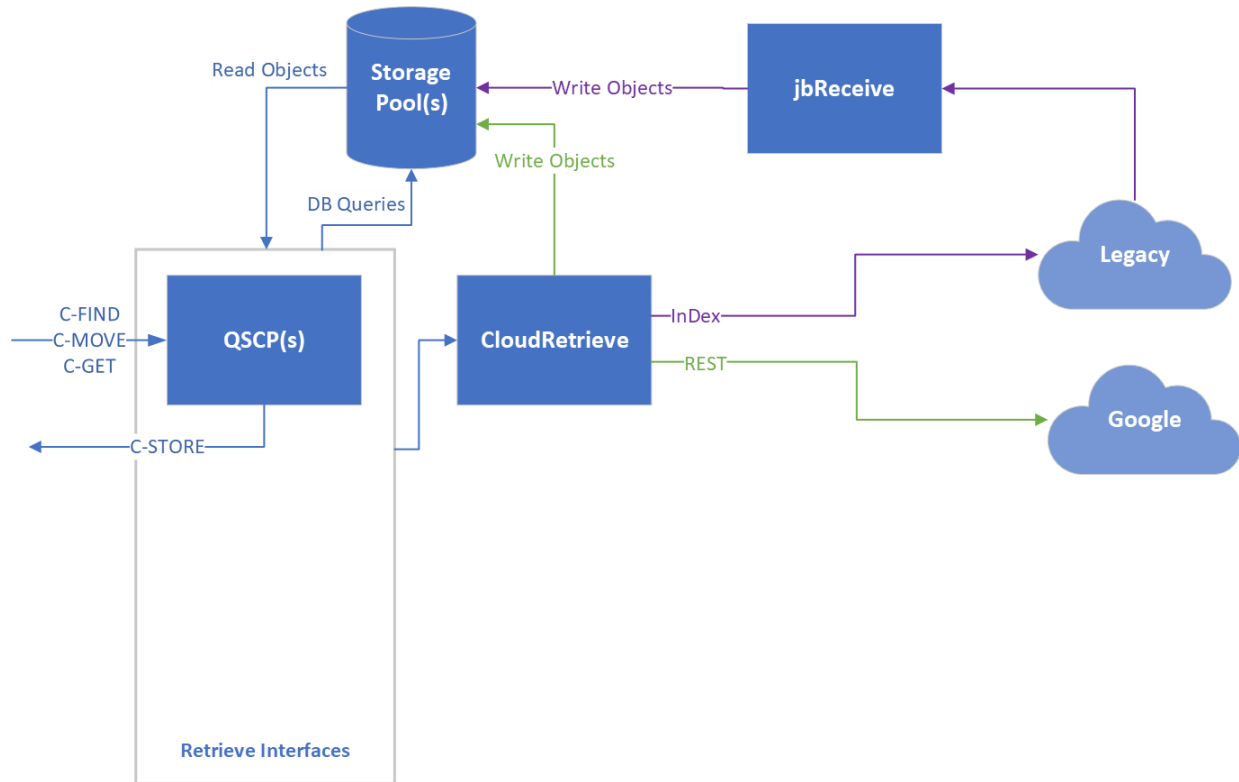 Storage
Pool(s)
jbReceive
Read Objects
Write Objects
Write Objects
DB Queries
Legacy
C-FIND
C-MOVE
C-GET
QSCP(s)
CloudRetrieve
InDex
REST
Google
C-STORE
Retrieve Interfaces